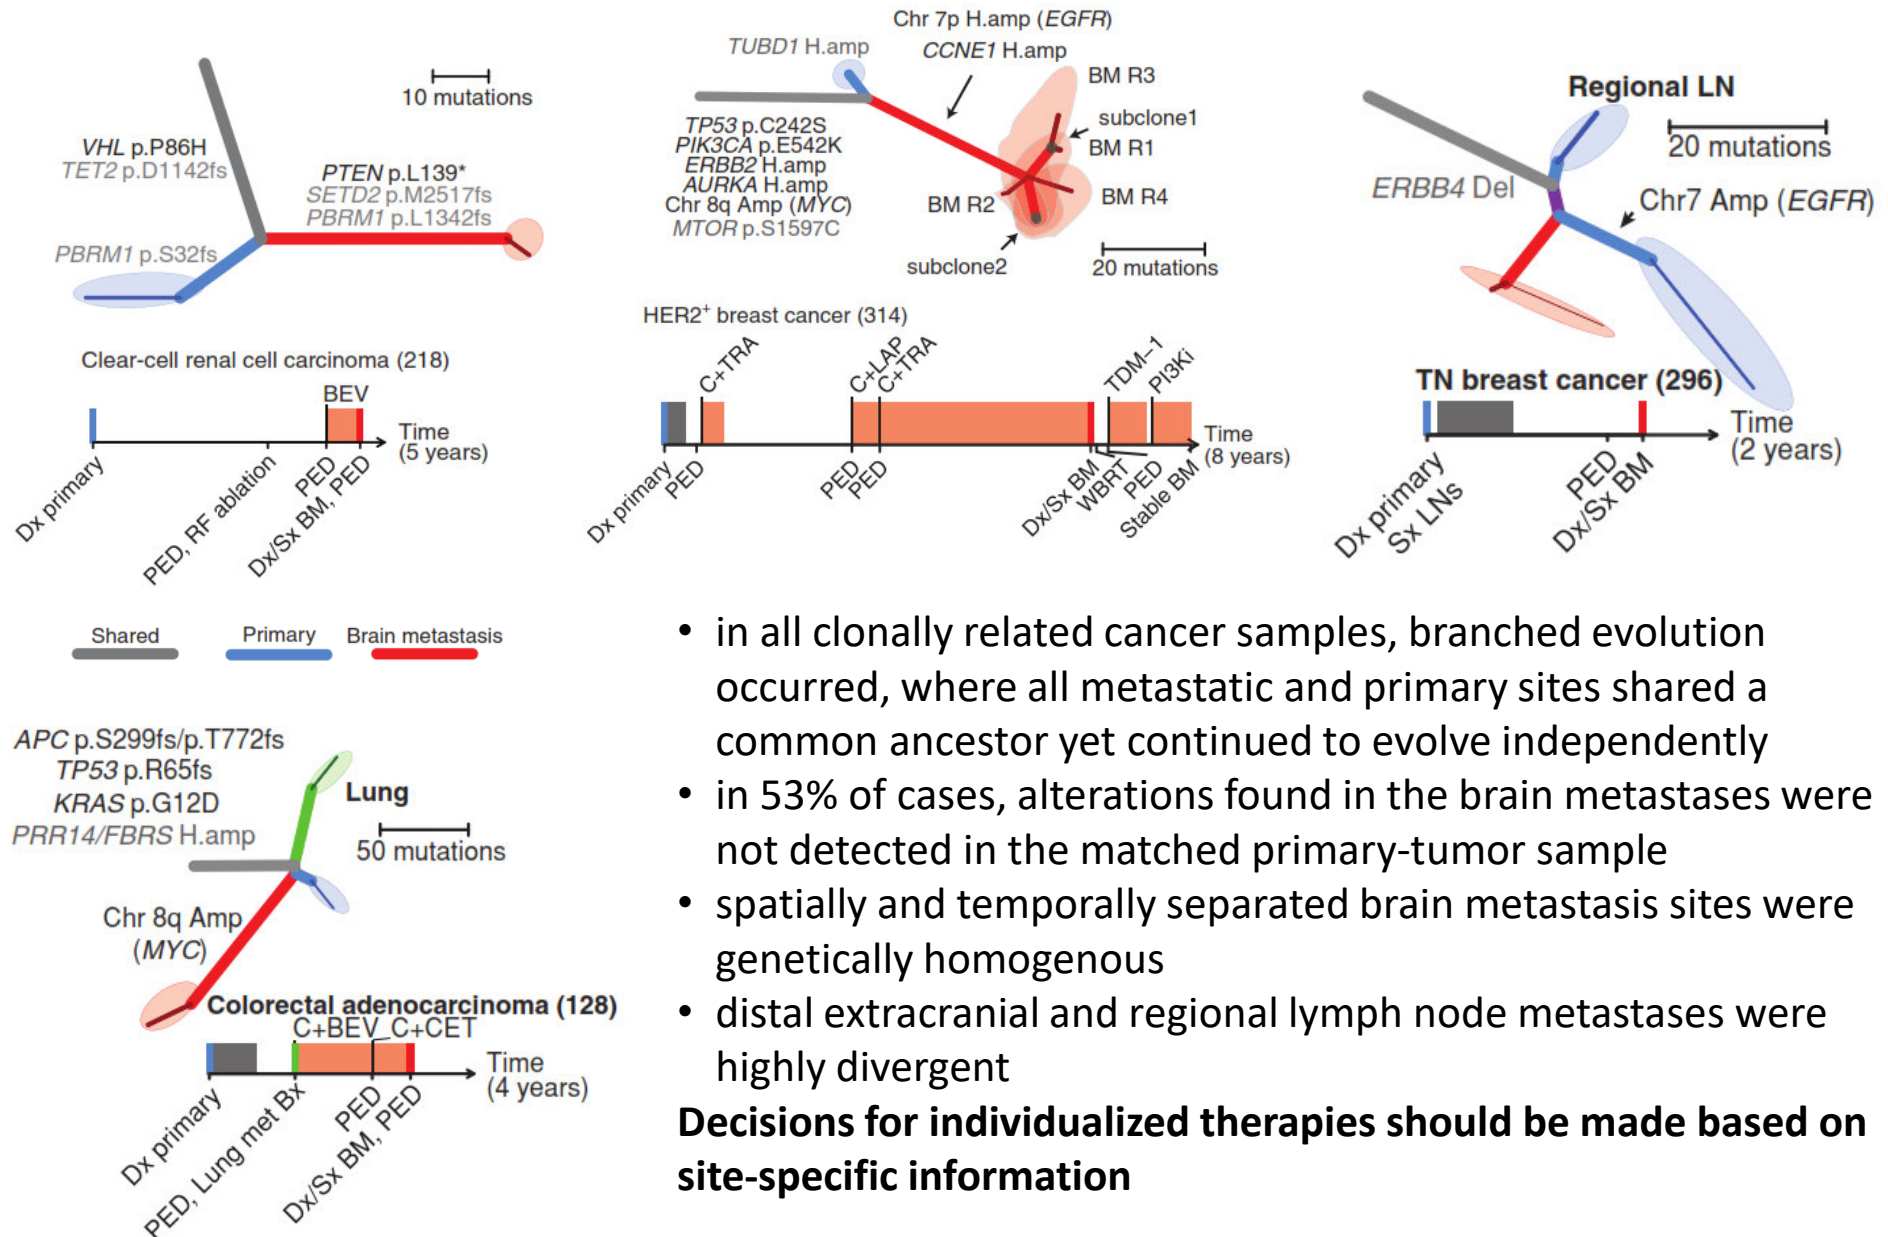 10 mutations
VHL p.P86H
TET2 p.D1142fs
PTEN p.L139*
SETD2 p.M2517fs
PBRM1 p.L1342fs
PBRM1 p.S32fs
Clear-cell renal cell carcinoma (218)
BEV
Time
(5 years)
Dx primary
PED, RF ablation
PED
Dx/Sx BM, PED
Chr 7p H.amp (EGFR)
CCNE1 H.amp
TUBD1 H.amp
BM R3
subclone1
BM R1
TP53 p.C242S
PIK3CA p.E542K
ERBB2 H.amp
AURKA H.amp
Chr 8q Amp (MYC)
MTOR p.S1597C
BM R2
BM R4
subclone2
20 mutations
HER2+ breast cancer (314)
C+TRA
C+LAP
C+TRA
TDM–1
PI3Ki
Time
(8 years)
Dx primary
PED
PED
PED
Dx/Sx BM
WBRT
PED
Stable BM
Regional LN
20 mutations
ERBB4 Del
Chr7 Amp (EGFR)
TN breast cancer (296)
Time
(2 years)
Dx primary
Sx LNs
PED
Dx/Sx BM
Shared
Primary
Brain metastasis
APC p.S299fs/p.T772fs
TP53 p.R65fs
KRAS p.G12D
PRR14/FBRS H.amp
Lung
50 mutations
Chr 8q Amp
(MYC)
Colorectal adenocarcinoma (128)
C+BEV C+CET
Time
(4 years)
Dx primary
PED, Lung met Bx
PED
Dx/Sx BM, PED
• in all clonally related cancer samples, branched evolution
occurred, where all metastatic and primary sites shared a
common ancestor yet continued to evolve independently
• in 53% of cases, alterations found in the brain metastases were
not detected in the matched primary-tumor sample
• spatially and temporally separated brain metastasis sites were
genetically homogenous
• distal extracranial and regional lymph node metastases were
highly divergent
Decisions for individualized therapies should be made based on
site-specific information